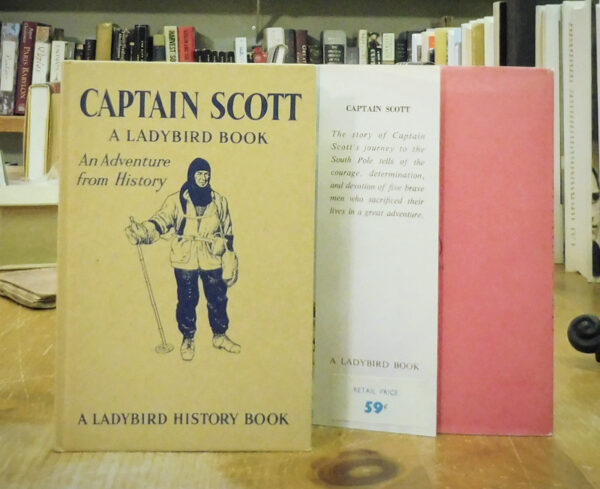 CAPTAIN SCOTT
A LADYBIRD BOOK
An Adventure
from History
A LADYBIRD HISTORY BOOK
CAPTAIN SCOTT
The story of Captain
Scott's journey to the
South Pole tells of the
courage, determination,
and devotion of five brave
men who sacrificed their
lives in a great adventure.
A LADYBIRD BOOK
RETAIL PRICE
59¢
PARIS BABYLON